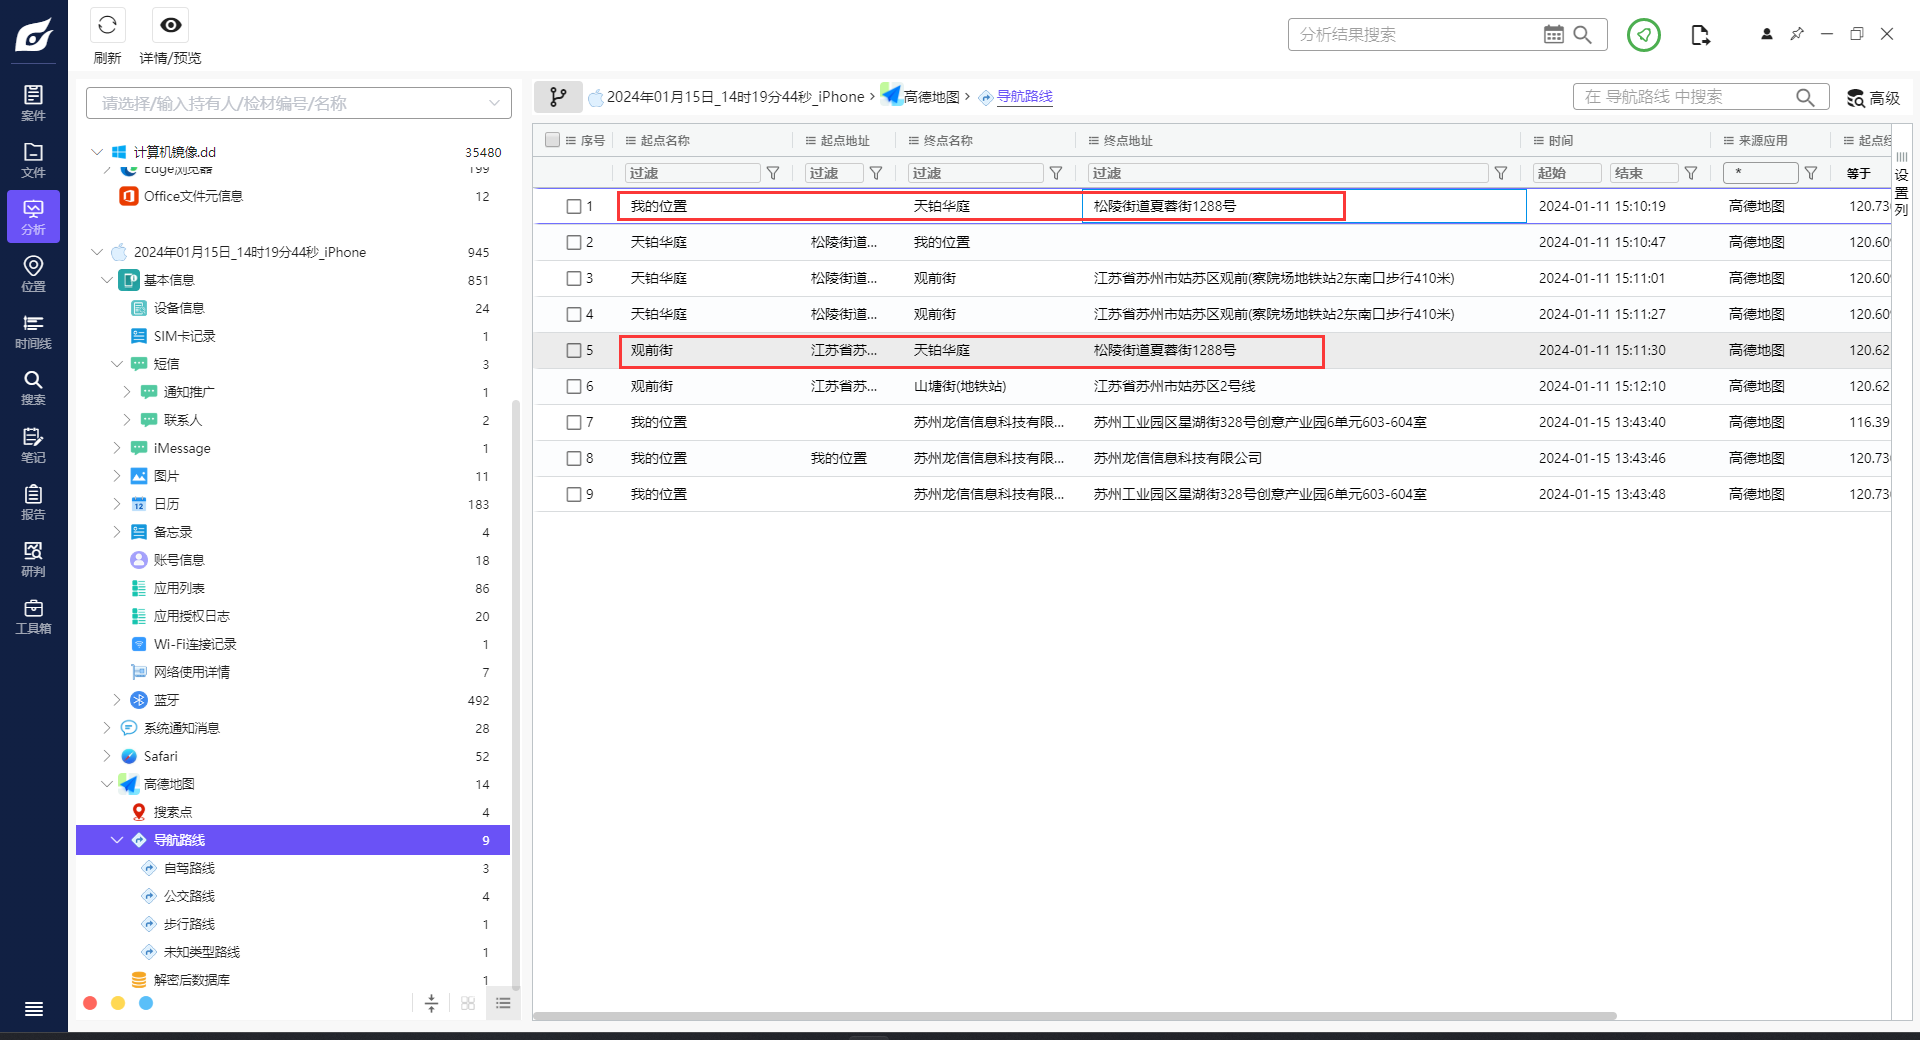 刷新
详情/预览
分析结果搜索
案件
文件
分析
位置
时间线
搜索
笔记
报告
研判
工具箱
请选择/输入持有人/检材编号/名称
计算机镜像.dd 35480
Edge浏览器 199
Office文件元信息 12
2024年01月15日_14时19分44秒_iPhone 945
基本信息 851
设备信息 24
SIM卡记录 1
短信 3
通知推广 1
联系人 2
iMessage 1
图片 11
日历 183
备忘录 4
账号信息 18
应用列表 86
应用授权日志 20
Wi-Fi连接记录 1
网络使用详情 7
蓝牙 492
系统通知消息 28
Safari 52
高德地图 14
搜索点 4
导航路线 9
自驾路线 3
公交路线 4
步行路线 1
未知类型路线 1
解密后数据库 1
2024年01月15日_14时19分44秒_iPhone > 高德地图 > 导航路线
在 导航路线 中搜索
高级
序号 起点名称 起点地址 终点名称 终点地址 时间 来源应用 起点经
过滤 过滤 过滤 过滤 起始 结束 * 等于
1 我的位置 天铂华庭 松陵街道夏蓉街1288号 2024-01-11 15:10:19 高德地图 120.73
2 天铂华庭 松陵街道... 我的位置 2024-01-11 15:10:47 高德地图 120.60
3 天铂华庭 松陵街道... 观前街 江苏省苏州市姑苏区观前(察院场地铁站2东南口步行410米) 2024-01-11 15:11:01 高德地图 120.60
4 天铂华庭 松陵街道... 观前街 江苏省苏州市姑苏区观前(察院场地铁站2东南口步行410米) 2024-01-11 15:11:27 高德地图 120.60
5 观前街 江苏省苏... 天铂华庭 松陵街道夏蓉街1288号 2024-01-11 15:11:30 高德地图 120.62
6 观前街 江苏省苏... 山塘街(地铁站) 江苏省苏州市姑苏区2号线 2024-01-11 15:12:10 高德地图 120.62
7 我的位置 苏州龙信信息科技有限... 苏州工业园区星湖街328号创意产业园6单元603-604室 2024-01-15 13:43:40 高德地图 116.39
8 我的位置 我的位置 苏州龙信信息科技有限... 苏州龙信信息科技有限公司 2024-01-15 13:43:46 高德地图 120.73
9 我的位置 苏州龙信信息科技有限... 苏州工业园区星湖街328号创意产业园6单元603-604室 2024-01-15 13:43:48 高德地图 120.73
设
置
列